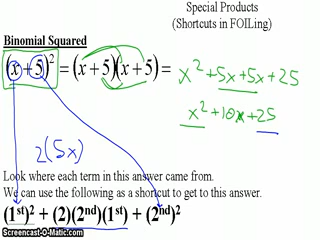 Special Products
(Shortcuts in FOILing)
Binomial Squared
(x + 5)² = (x + 5)(x + 5) = x² + 5x + 5x + 25
x² + 10x + 25
2(5x)
Look where each term in this answer came from.
We can use the following as a shortcut to get to this answer.
(1st)² + (2)(2nd)(1st) + (2nd)²
Screencast-O-Matic.com